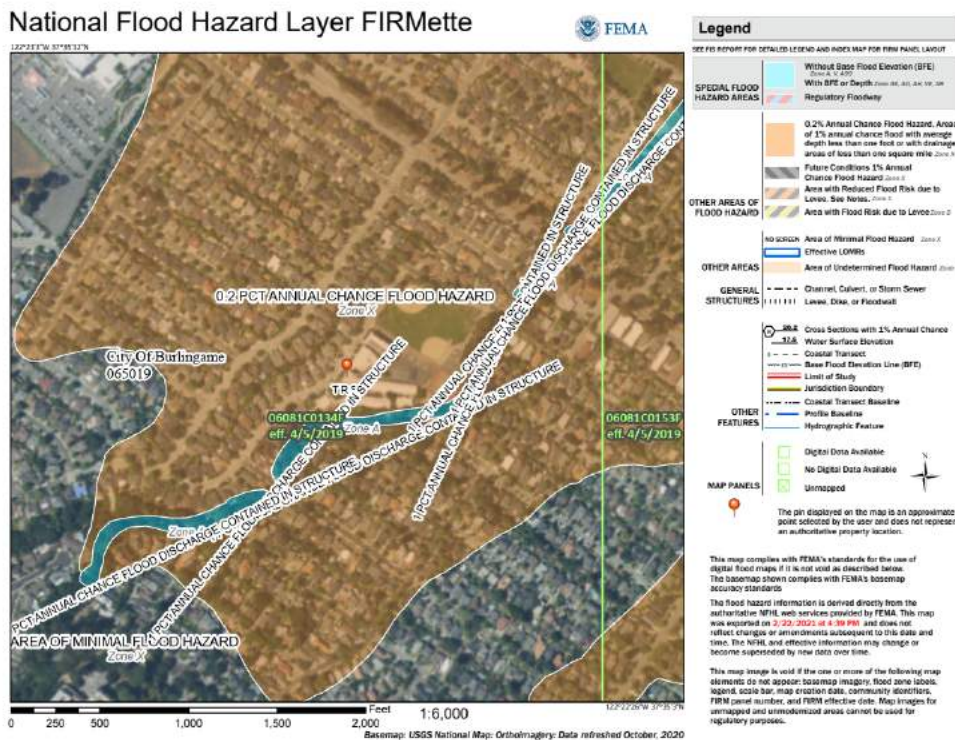 National Flood Hazard Layer FIRMette
FEMA
Legend
SEE FIS REPORT FOR DETAILED LEGEND AND INDEX MAP FOR FIRM PANEL LAYOUT
SPECIAL FLOOD
HAZARD AREAS
Without Base Flood Elevation (BFE)
Zone A, V, A99
With BFE or Depth
Regulatory Floodway
OTHER AREAS OF
FLOOD HAZARD
0.2% Annual Chance Flood Hazard, Areas
of 1% annual chance flood with average
depth less than one foot or with drainage
areas of less than one square mile
Future Conditions 1% Annual
Chance Flood Hazard Zone X
Area with Reduced Flood Risk due to
Levee. See Notes. Zone X
Area with Flood Risk due to Levee Zone D
OTHER AREAS
NO SCREEN Area of Minimal Flood Hazard Zone X
Effective LOMRs
Area of Undetermined Flood Hazard
GENERAL
STRUCTURES
Channel, Culvert, or Storm Sewer
Levee, Dike, or Floodwall
OTHER
FEATURES
20.2 Cross Sections with 1% Annual Chance
17.5 Water Surface Elevation
Coastal Transect
Base Flood Elevation Line (BFE)
Limit of Study
Jurisdiction Boundary
Coastal Transect Baseline
Profile Baseline
Hydrographic Feature
MAP PANELS
Digital Data Available
No Digital Data Available
Unmapped
N
The pin displayed on the map is an approximate
point selected by the user and does not represent
an authoritative property location.
This map complies with FEMA's standards for the use of
digital flood maps if it is not void as described below.
The basemap shown complies with FEMA's basemap
accuracy standards
The flood hazard information is derived directly from the
authoritative NFHL web services provided by FEMA. This map
was exported on 2/22/2021 at 4:39 PM and does not
reflect changes or amendments subsequent to this date and
time. The NFHL and effective information may change or
become superseded by new data over time.
This map image is void if the one or more of the following map
elements do not appear: basemap imagery, flood zone labels,
legend, scale bar, map creation date, community identifiers,
FIRM panel number, and FIRM effective date. Map images for
unmapped and unmodernized areas cannot be used for
regulatory purposes.
0.2 PCT ANNUAL CHANCE FLOOD HAZARD
Zone X
City Of Burlingame
065019
06081C0134F
eff. 4/5/2019
Zone A
06081C0153F
eff. 4/5/2019
1 PCT ANNUAL CHANCE FLOOD DISCHARGE CONTAINED IN STRUCTURE
PCT ANNUAL CHANCE FLOOD DISCHARGE CONTAINED IN STRUCTURE
AREA OF MINIMAL FLOOD HAZARD
Zone X
0 250 500 1,000 1,500 2,000 Feet
1:6,000
Basemap: USGS National Map: Orthoimagery: Data refreshed October, 2020